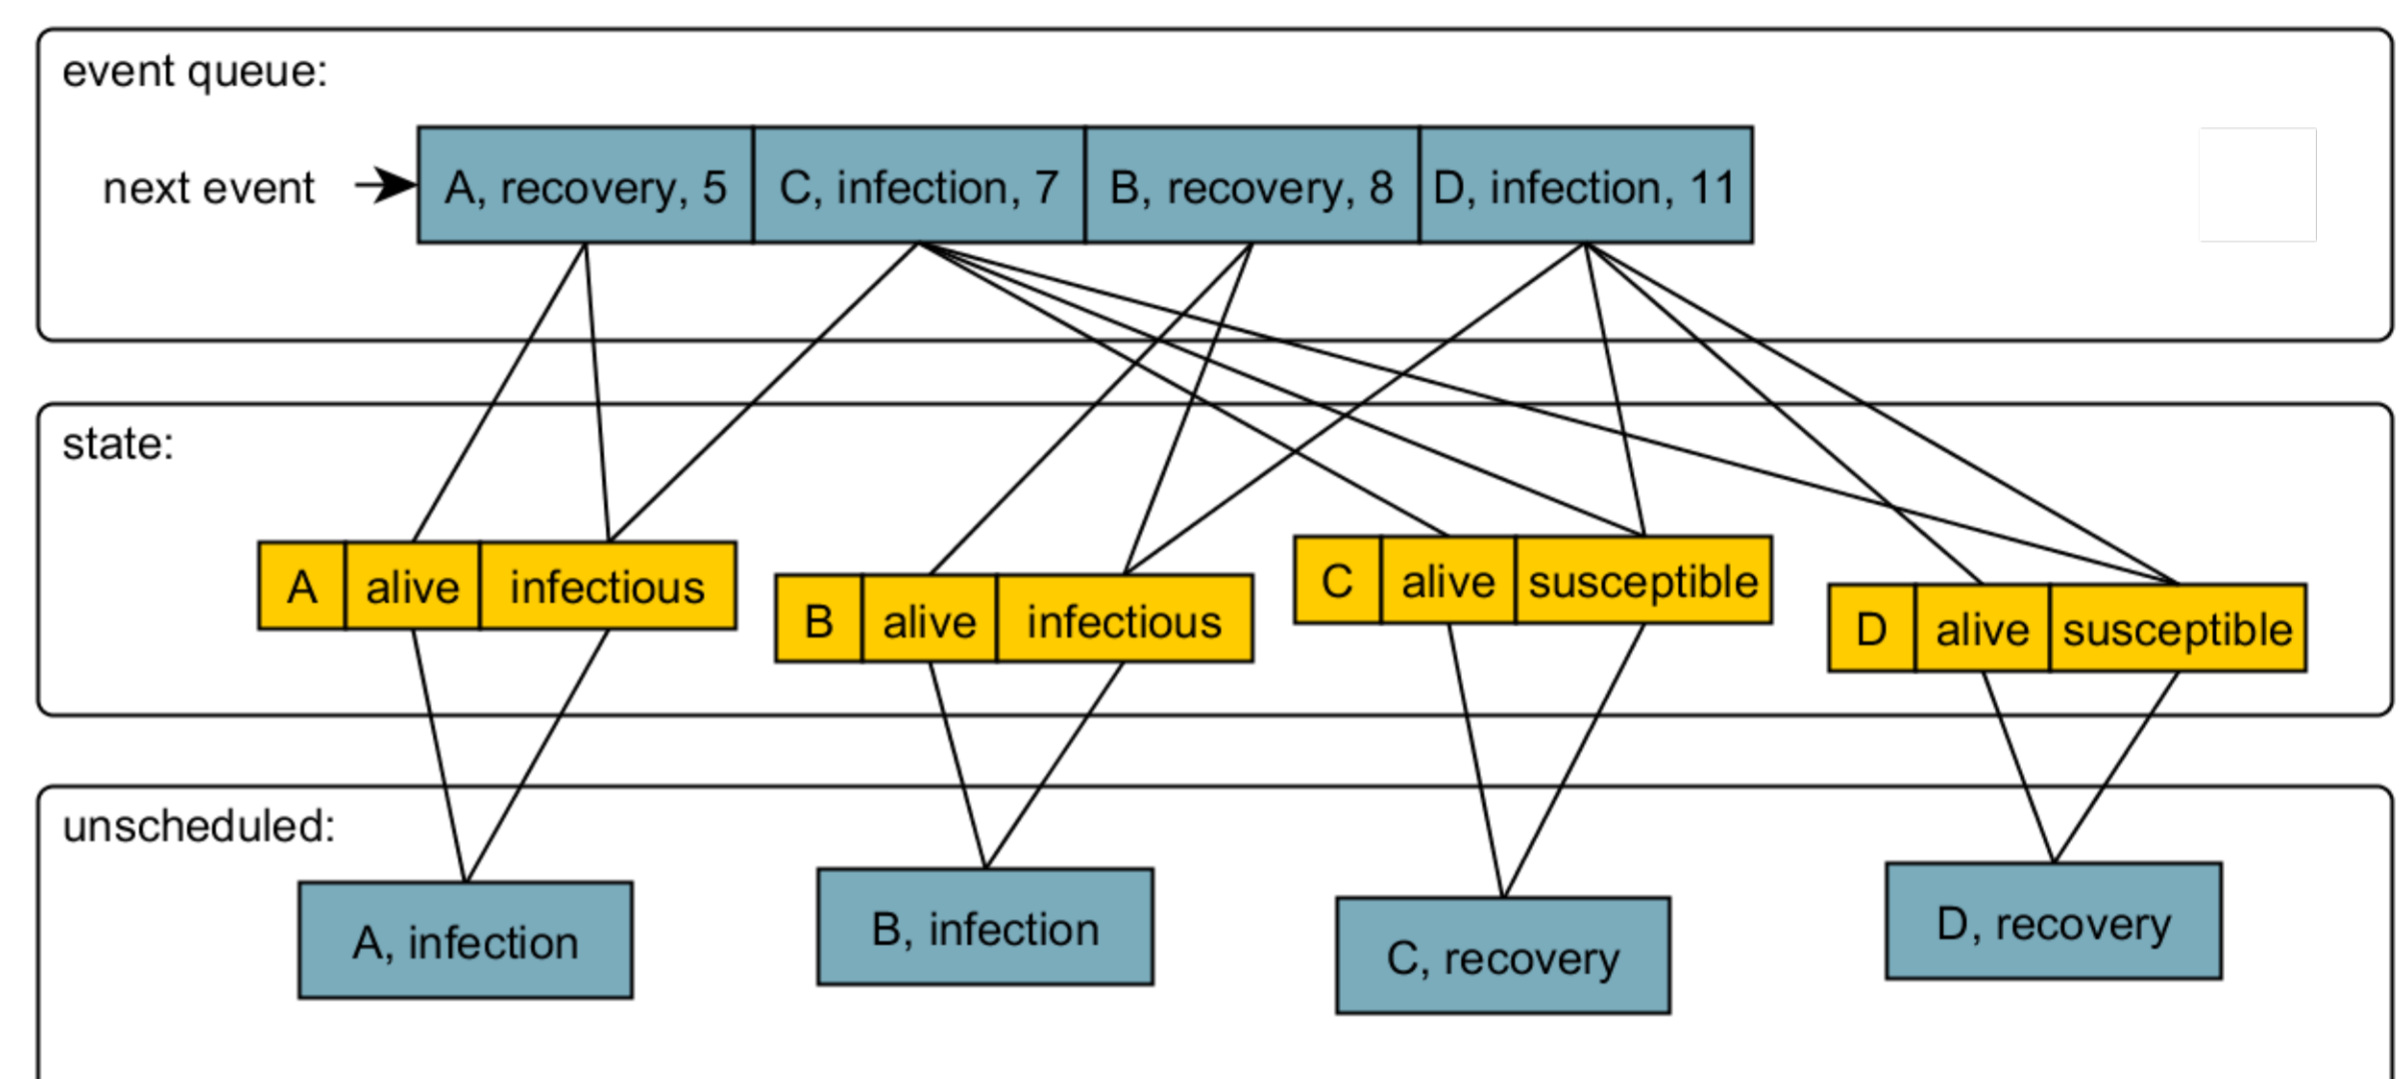 event queue:
next event
A, recovery, 5
C, infection, 7
B, recovery, 8
D, infection, 11
state:
A alive infectious
B alive infectious
C alive susceptible
D alive susceptible
unscheduled:
A, infection
B, infection
C, recovery
D, recovery